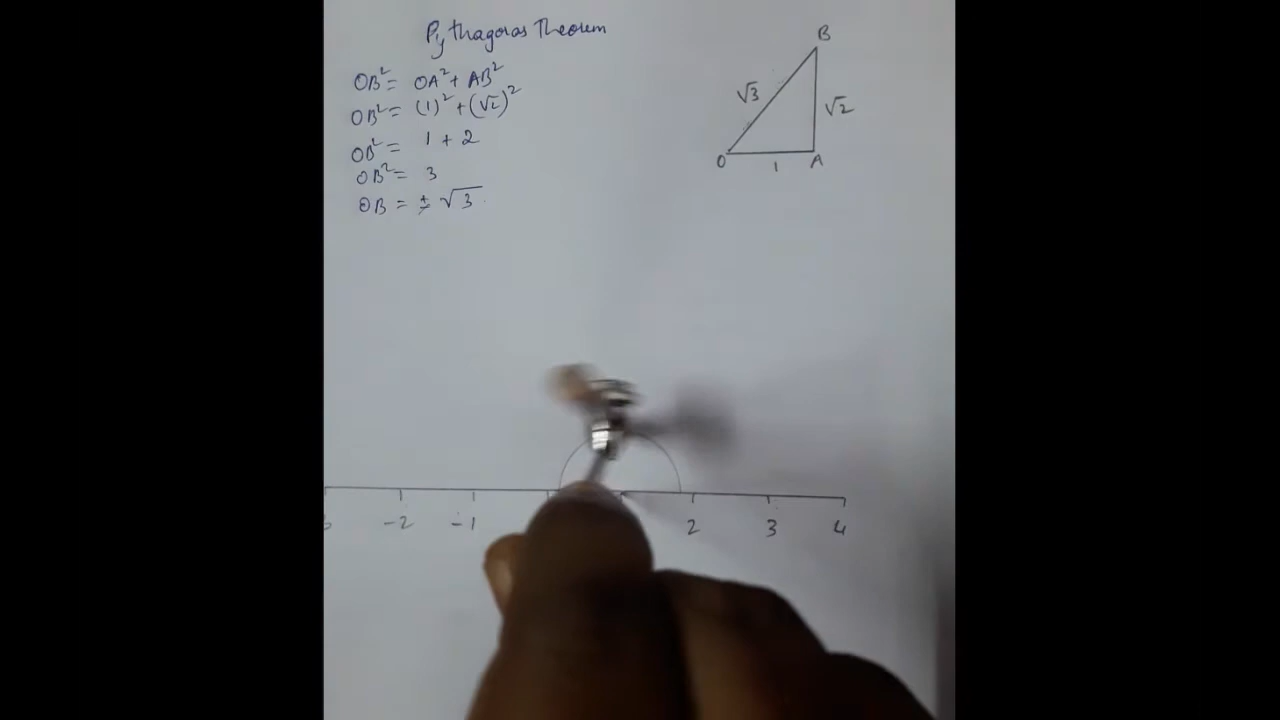 Pythagoras Theorem
OB² = OA² + AB²
OB² = (1)² + (√2)²
OB² = 1 + 2
OB² = 3
OB = ± √3
B
√3
√2
O
1
A
-2 -1 2 3 4